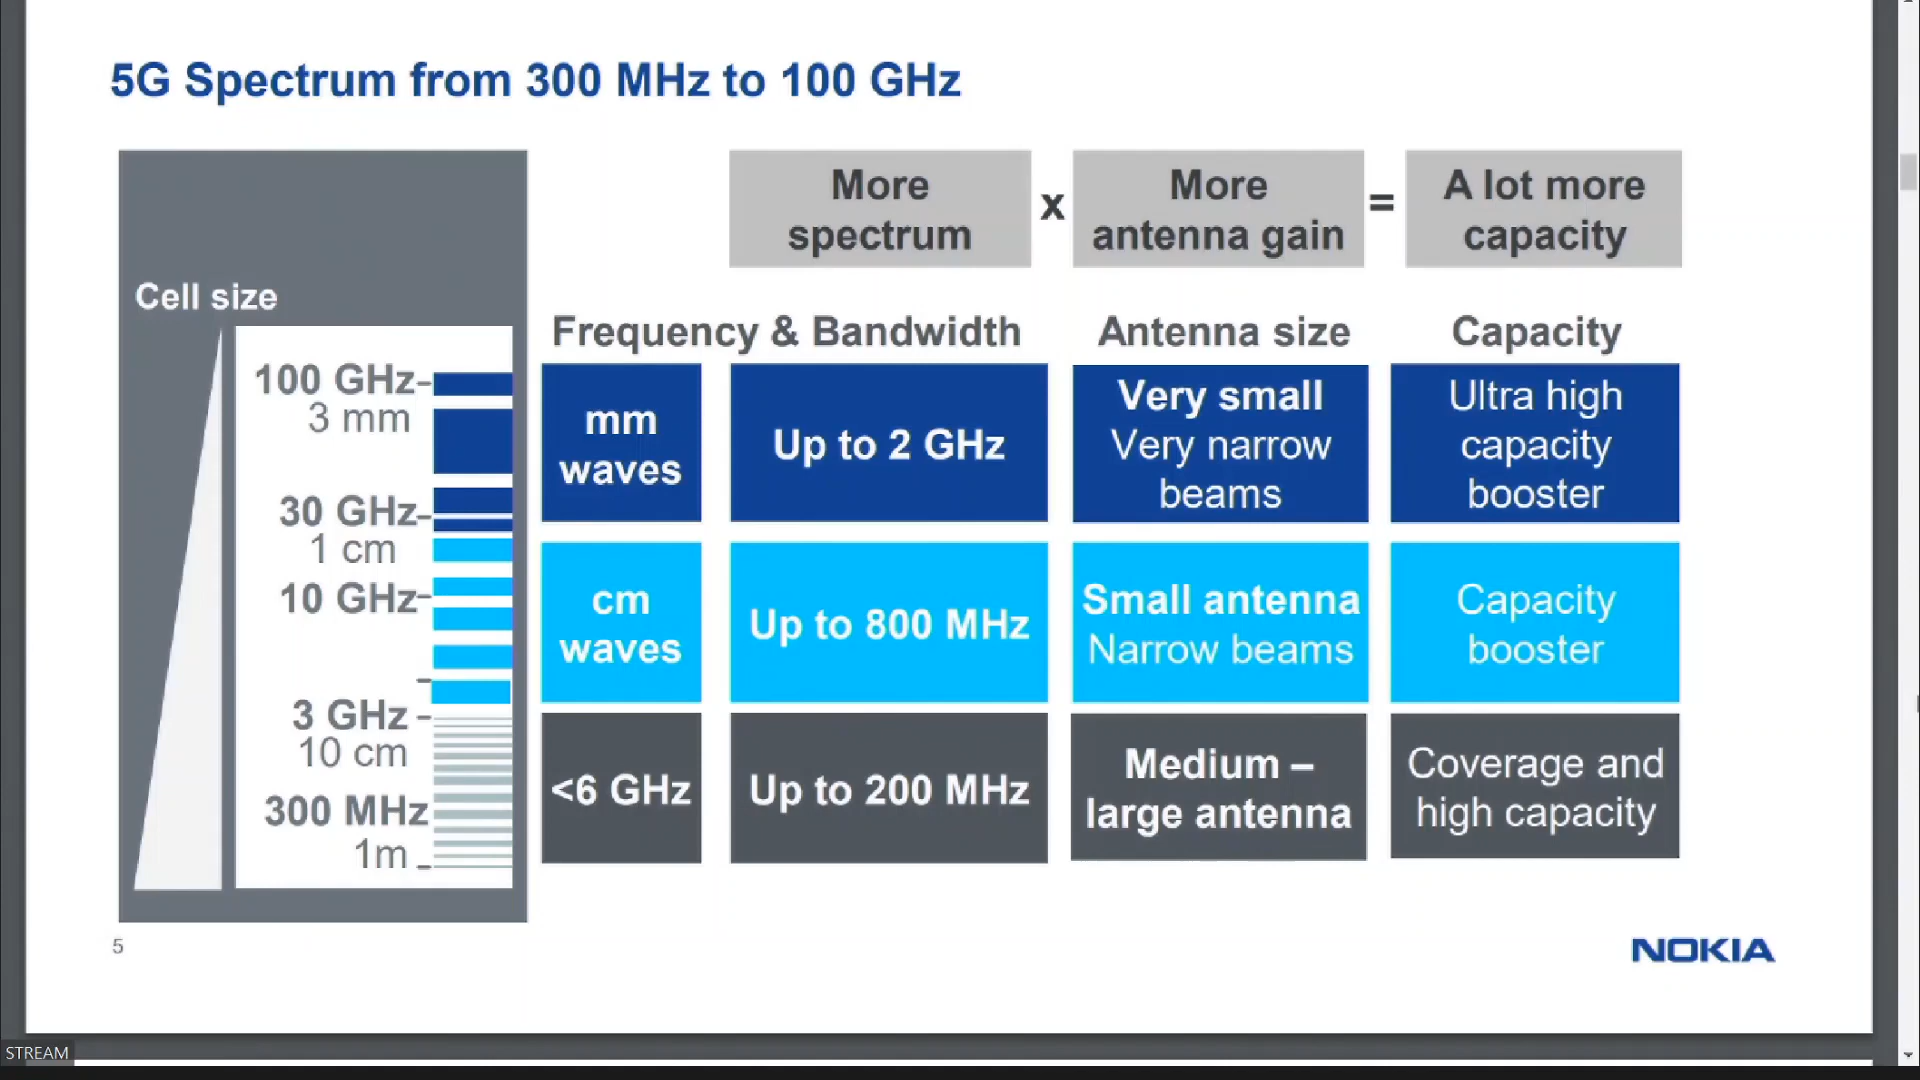 5G Spectrum from 300 MHz to 100 GHz
More
spectrum
x
More
antenna gain
=
A lot more
capacity
Cell size
100 GHz
3 mm
30 GHz
1 cm
10 GHz
3 GHz
10 cm
300 MHz
1m
Frequency & Bandwidth
Antenna size
Capacity
mm
waves
Up to 2 GHz
Very small
Very narrow
beams
Ultra high
capacity
booster
cm
waves
Up to 800 MHz
Small antenna
Narrow beams
Capacity
booster
<6 GHz
Up to 200 MHz
Medium –
large antenna
Coverage and
high capacity
5
NOKIA
STREAM